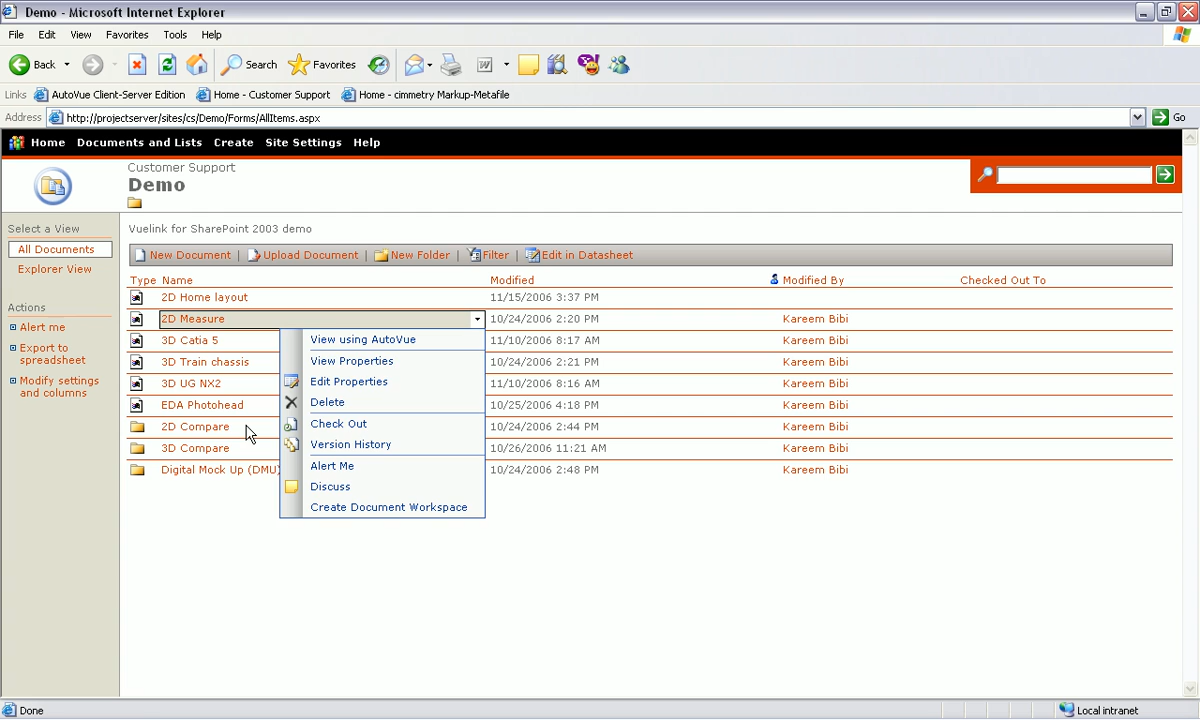 Demo - Microsoft Internet Explorer
File Edit View Favorites Tools Help
Back Search Favorites
Links AutoVue Client-Server Edition Home - Customer Support Home - cimmetry Markup-Metafile
Address http://projectserver/sites/cs/Demo/Forms/AllItems.aspx Go
Home Documents and Lists Create Site Settings Help
Customer Support
Demo
Select a View
All Documents
Explorer View
Actions
Alert me
Export to
spreadsheet
Modify settings
and columns
Vuelink for SharePoint 2003 demo
New Document | Upload Document | New Folder | Filter | Edit in Datasheet
Type Name Modified Modified By Checked Out To
2D Home layout 11/15/2006 3:37 PM
2D Measure 10/24/2006 2:20 PM Kareem Bibi
3D Catia 5 11/10/2006 8:17 AM Kareem Bibi
3D Train chassis 10/24/2006 2:21 PM Kareem Bibi
3D UG NX2 11/10/2006 8:16 AM Kareem Bibi
EDA Photohead 10/25/2006 4:18 PM Kareem Bibi
2D Compare 10/24/2006 2:44 PM Kareem Bibi
3D Compare 10/26/2006 11:21 AM Kareem Bibi
Digital Mock Up (DMU) 10/24/2006 2:48 PM Kareem Bibi
View using AutoVue
View Properties
Edit Properties
Delete
Check Out
Version History
Alert Me
Discuss
Create Document Workspace
Done Local intranet